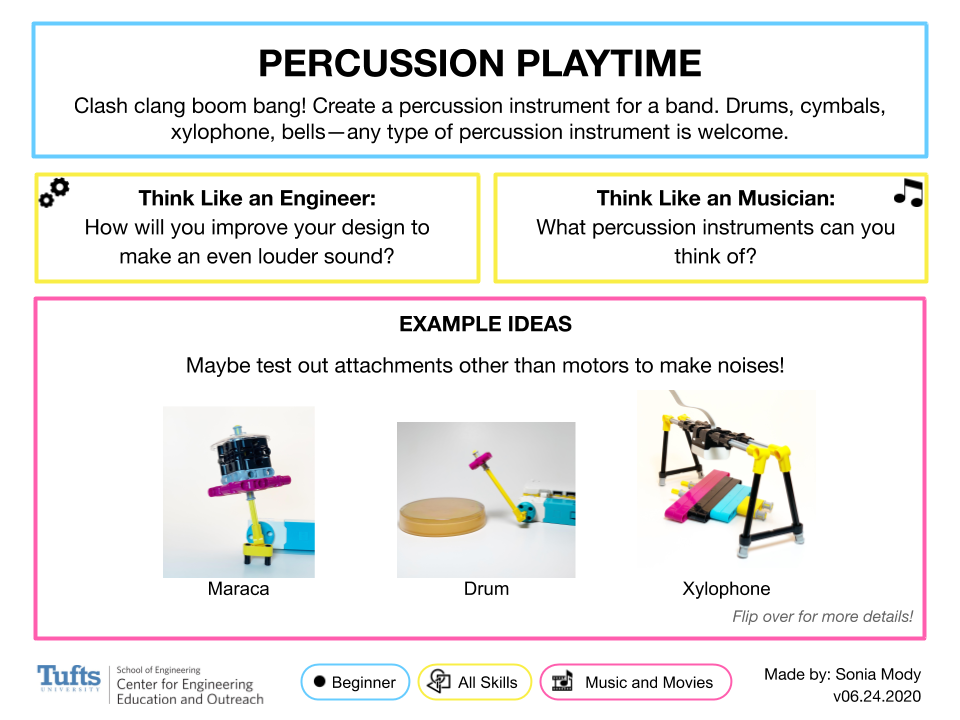 PERCUSSION PLAYTIME
Clash clang boom bang! Create a percussion instrument for a band. Drums, cymbals,
xylophone, bells—any type of percussion instrument is welcome.
Think Like an Engineer:
How will you improve your design to
make an even louder sound?
Think Like an Musician:
What percussion instruments can you
think of?
EXAMPLE IDEAS
Maybe test out attachments other than motors to make noises!
Maraca
Drum
Xylophone
Flip over for more details!
Tufts
UNIVERSITY
School of Engineering
Center for Engineering
Education and Outreach
Beginner
All Skills
Music and Movies
Made by: Sonia Mody
v06.24.2020